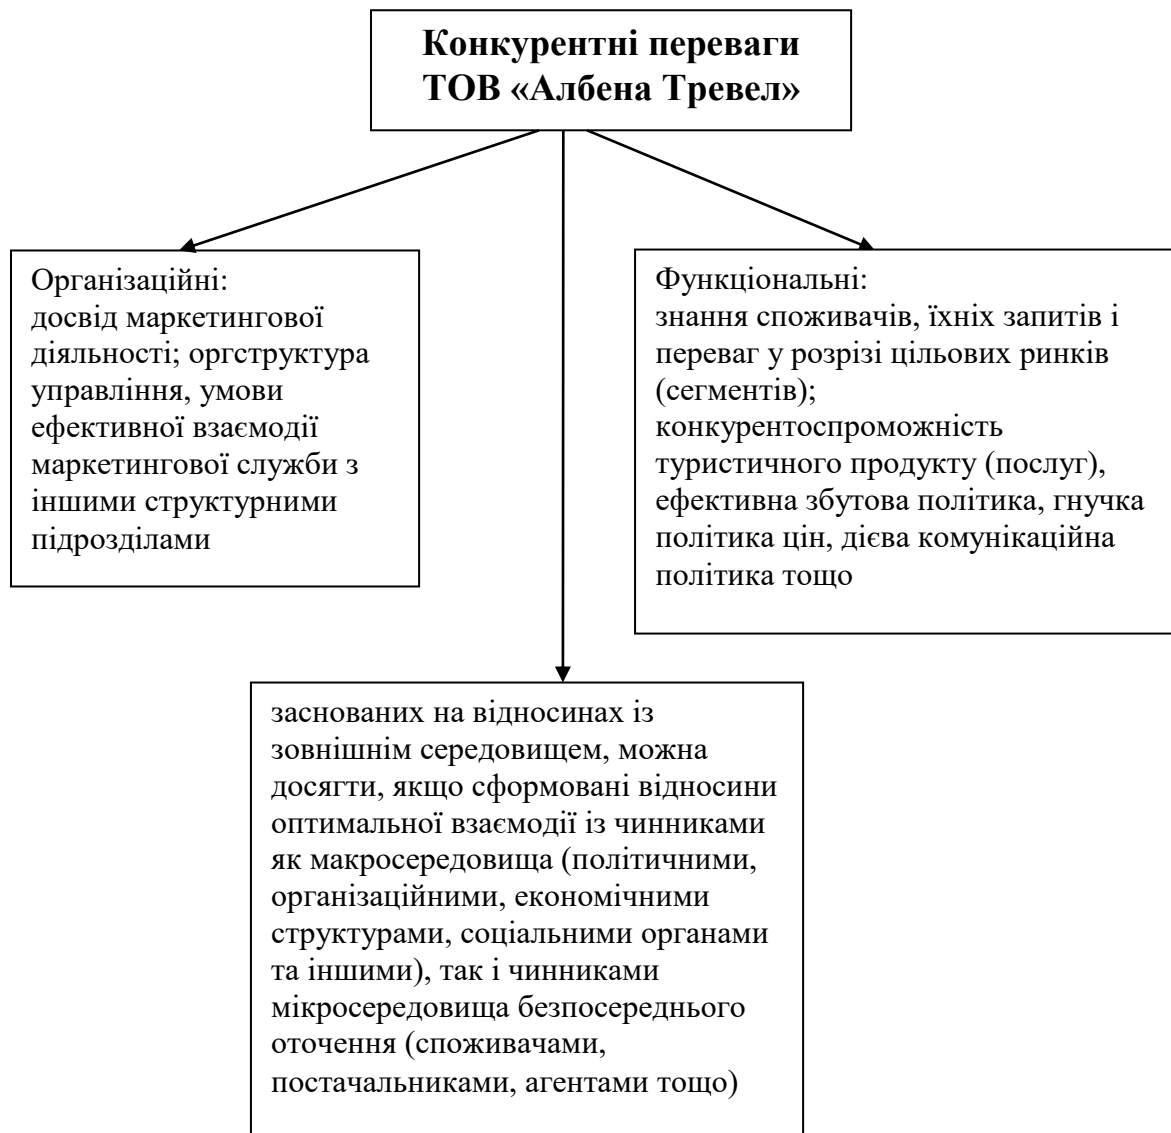 Конкурентні переваги
ТОВ «Албена Тревел»
Організаційні:
досвід маркетингової
діяльності; оргструктура
управління, умови
ефективної взаємодії
маркетингової служби з
іншими структурними
підрозділами
Функціональні:
знання споживачів, їхніх запитів і
переваг у розрізі цільових ринків
(сегментів);
конкурентоспроможність
туристичного продукту (послуг),
ефективна збутова політика, гнучка
політика цін, дієва комунікаційна
політика тощо
заснованих на відносинах із
зовнішнім середовищем, можна
досягти, якщо сформовані відносини
оптимальної взаємодії із чинниками
як макросередовища (політичними,
організаційними, економічними
структурами, соціальними органами
та іншими), так і чинниками
мікросередовища безпосереднього
оточення (споживачами,
постачальниками, агентами тощо)